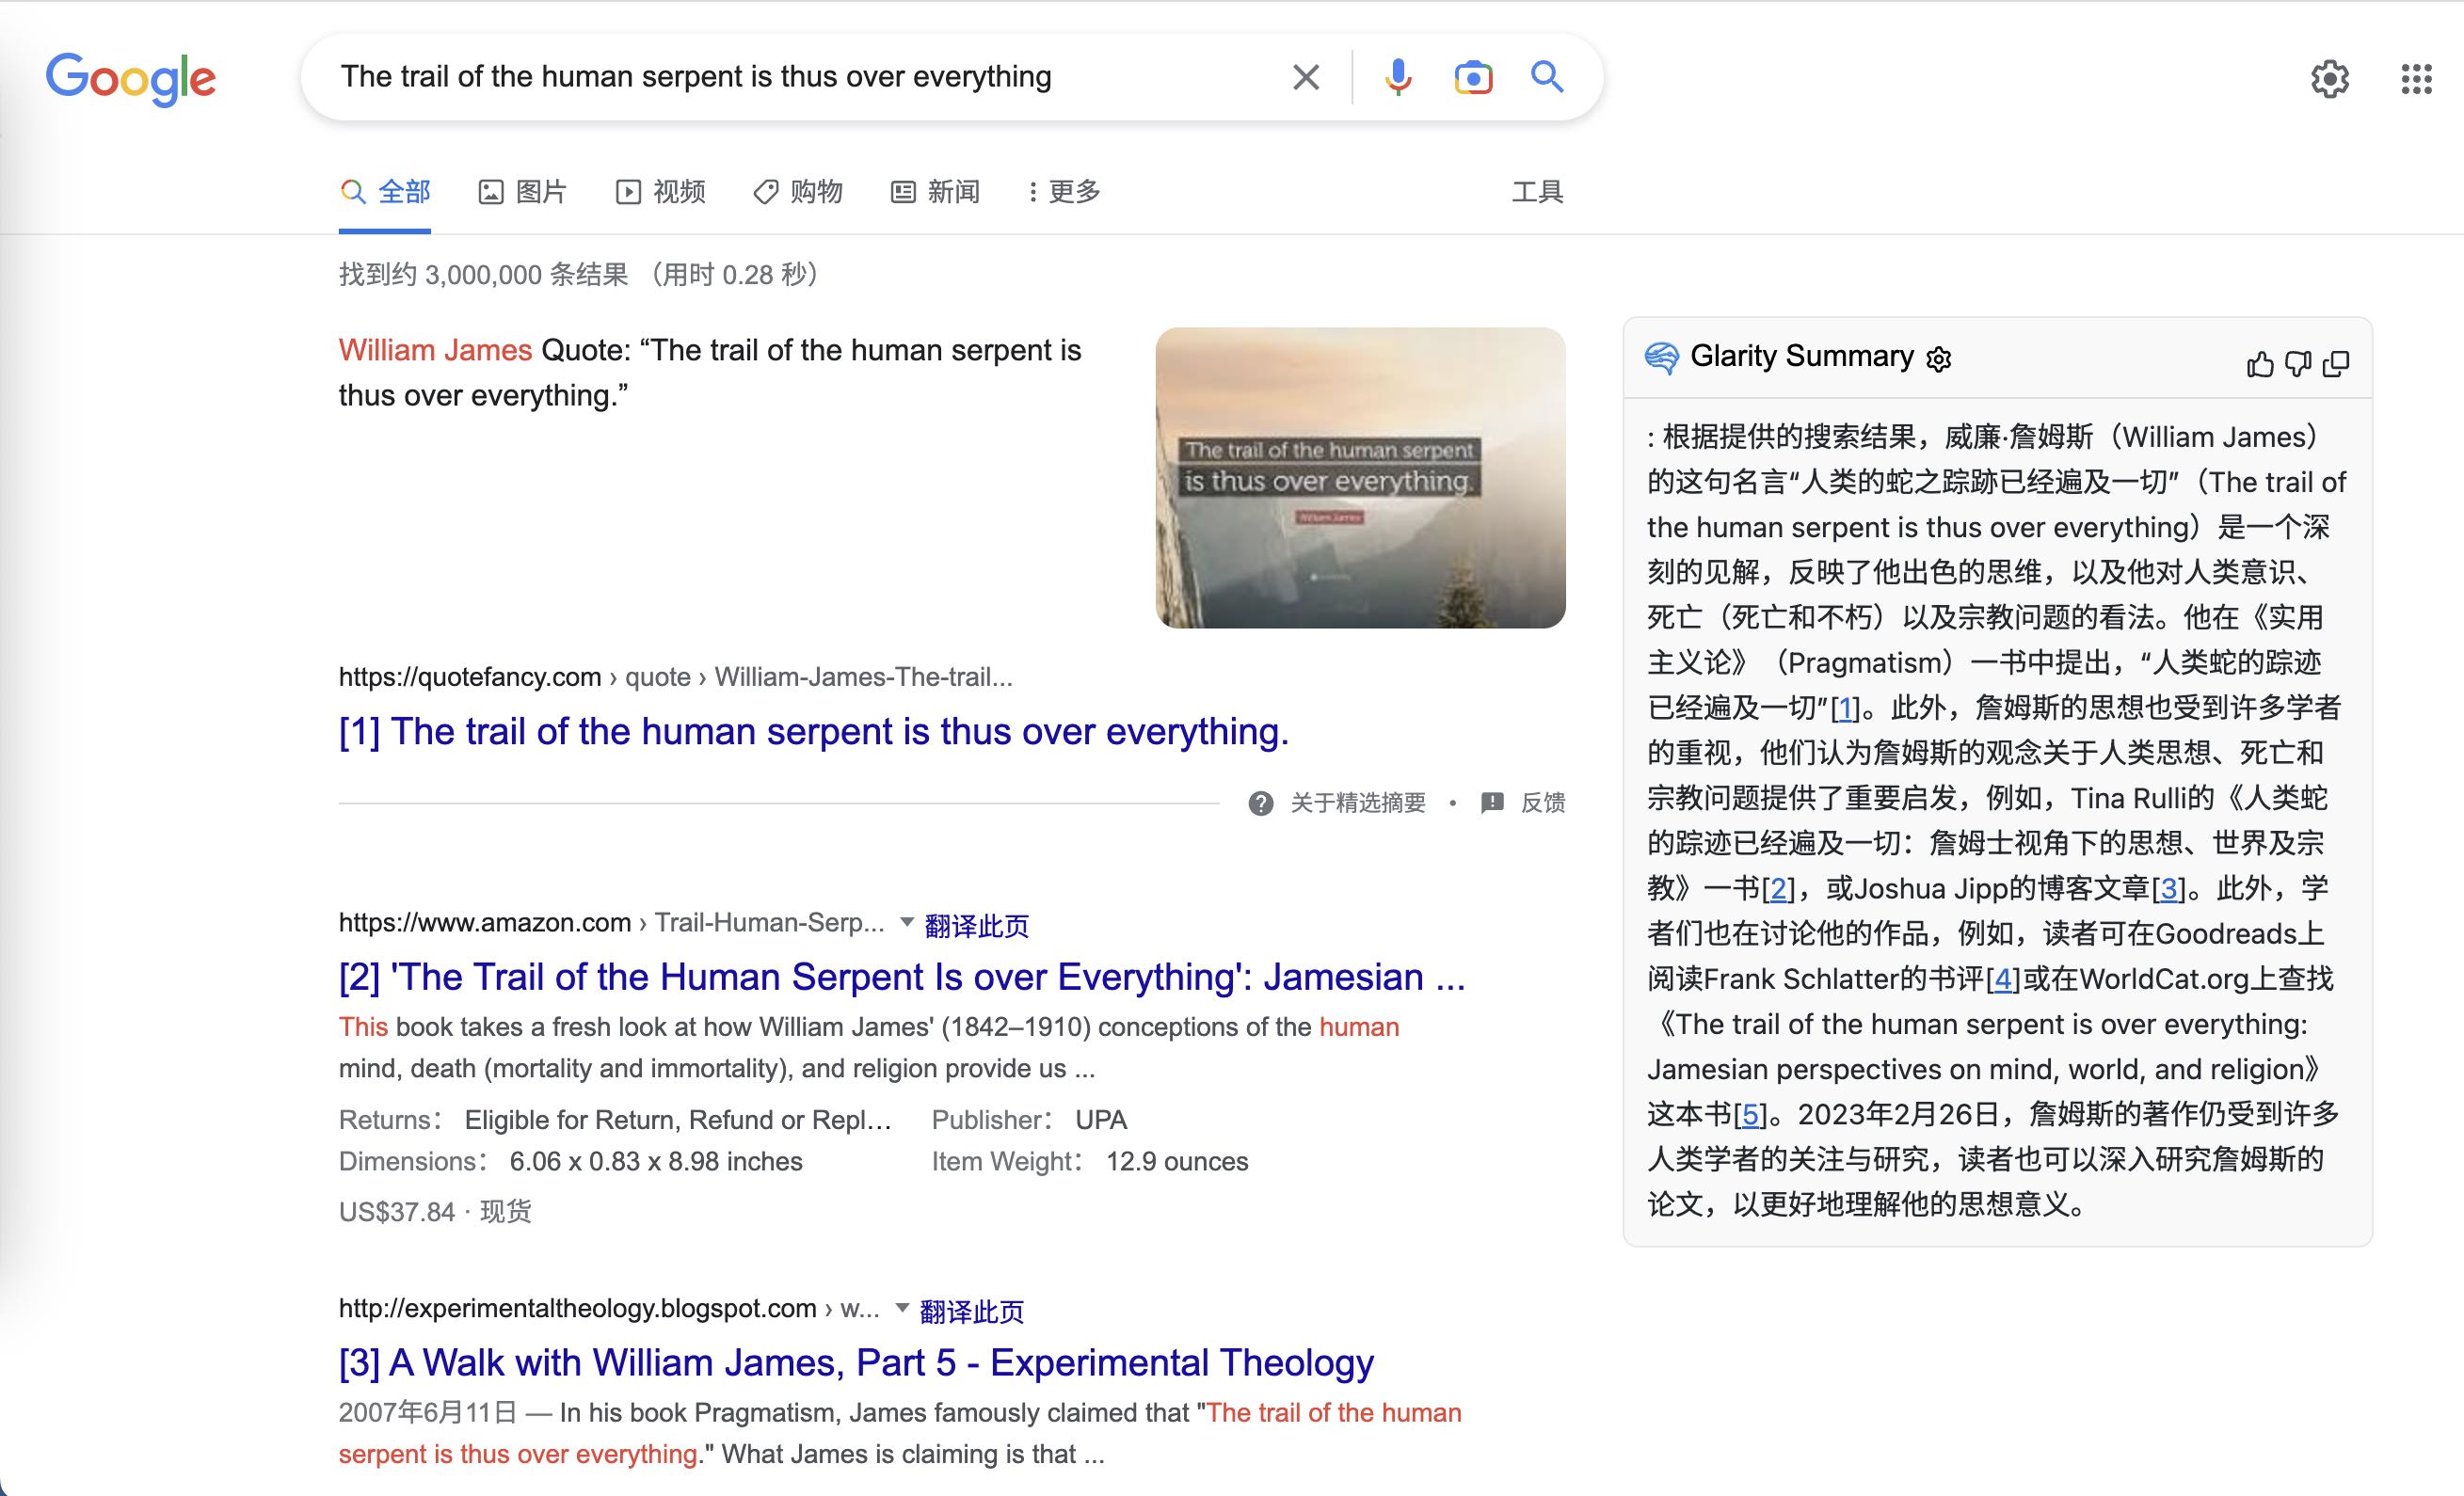 Google
The trail of the human serpent is thus over everything
全部
图片
视频
购物
新闻
更多
工具
找到约 3,000,000 条结果 （用时 0.28 秒）
William James Quote: “The trail of the human serpent is
thus over everything.”
The trail of the human serpent
is thus over everything.
William James
https://quotefancy.com › quote › William-James-The-trail...
[1] The trail of the human serpent is thus over everything.
关于精选摘要 • 反馈
https://www.amazon.com › Trail-Human-Serp... 翻译此页
[2] 'The Trail of the Human Serpent Is over Everything': Jamesian ...
This book takes a fresh look at how William James' (1842–1910) conceptions of the human
mind, death (mortality and immortality), and religion provide us ...
Returns： Eligible for Return, Refund or Repl... Publisher： UPA
Dimensions： 6.06 x 0.83 x 8.98 inches Item Weight： 12.9 ounces
US$37.84 · 现货
http://experimentaltheology.blogspot.com › w... 翻译此页
[3] A Walk with William James, Part 5 - Experimental Theology
2007年6月11日 — In his book Pragmatism, James famously claimed that "The trail of the human
serpent is thus over everything." What James is claiming is that ...
Glarity Summary
: 根据提供的搜索结果，威廉·詹姆斯（William James）
的这句名言“人类的蛇之踪跡已经遍及一切”（The trail of
the human serpent is thus over everything）是一个深
刻的见解，反映了他出色的思维，以及他对人类意识、
死亡（死亡和不朽）以及宗教问题的看法。他在《实用
主义论》（Pragmatism）一书中提出，“人类蛇的踪迹
已经遍及一切”[1]。此外，詹姆斯的思想也受到许多学者
的重视，他们认为詹姆斯的观念关于人类思想、死亡和
宗教问题提供了重要启发，例如，Tina Rulli的《人类蛇
的踪迹已经遍及一切：詹姆士视角下的思想、世界及宗
教》一书[2]，或Joshua Jipp的博客文章[3]。此外，学
者们也在讨论他的作品，例如，读者可在Goodreads上
阅读Frank Schlatter的书评[4]或在WorldCat.org上查找
《The trail of the human serpent is over everything:
Jamesian perspectives on mind, world, and religion》
这本书[5]。2023年2月26日，詹姆斯的著作仍受到许多
人类学者的关注与研究，读者也可以深入研究詹姆斯的
论文，以更好地理解他的思想意义。